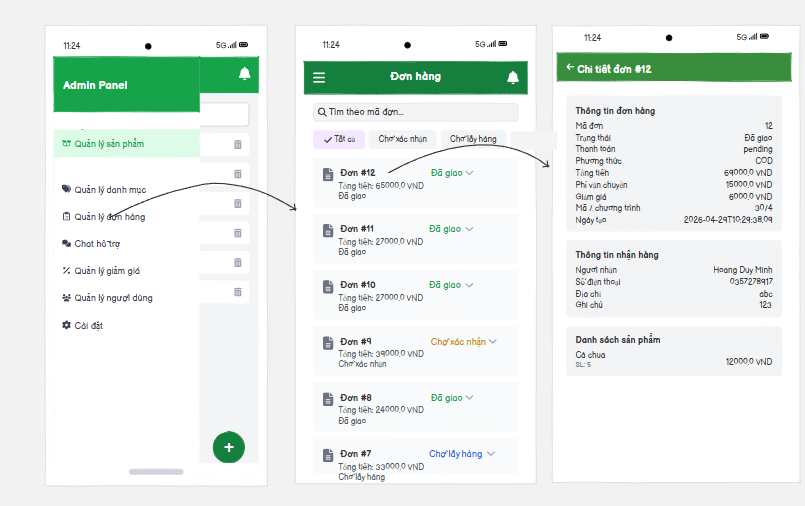 11:24
5G
Admin Panel
Quản lý sản phẩm
Quản lý danh mục
Quản lý đơn hàng
Chat hỗ trợ
Quản lý giảm giá
Quản lý người dùng
Cài đặt
+
11:24
5G
Đơn hàng
Tìm theo mã đơn...
Tất cả
Chờ xác nhận
Chờ lấy hàng
Đơn #12
Đã giao
Tổng tiền: 65000.0 VND
Đã giao
Đơn #11
Đã giao
Tổng tiền: 27000.0 VND
Đã giao
Đơn #10
Đã giao
Tổng tiền: 27000.0 VND
Đã giao
Đơn #9
Chờ xác nhận
Tổng tiền: 39000.0 VND
Chờ xác nhận
Đơn #8
Đã giao
Tổng tiền: 24000.0 VND
Đã giao
Đơn #7
Chờ lấy hàng
Tổng tiền: 33000.0 VND
Chờ lấy hàng
11:24
5G
Chi tiết đơn #12
Thông tin đơn hàng
Mã đơn 12
Trạng thái Đã giao
Thanh toán pending
Phương thức COD
Tổng tiền 69000.0 VND
Phí vận chuyển 15000.0 VND
Giảm giá 6000.0 VND
Mã / chương trình 30/4
Ngày tạo 2026-04-29T10:29:38.09
Thông tin nhận hàng
Người nhận Hoang Duy Minh
Số điện thoại 0357278917
Địa chỉ abc
Ghi chú 123
Danh sách sản phẩm
Cà chua
SL: 5
12000.0 VND